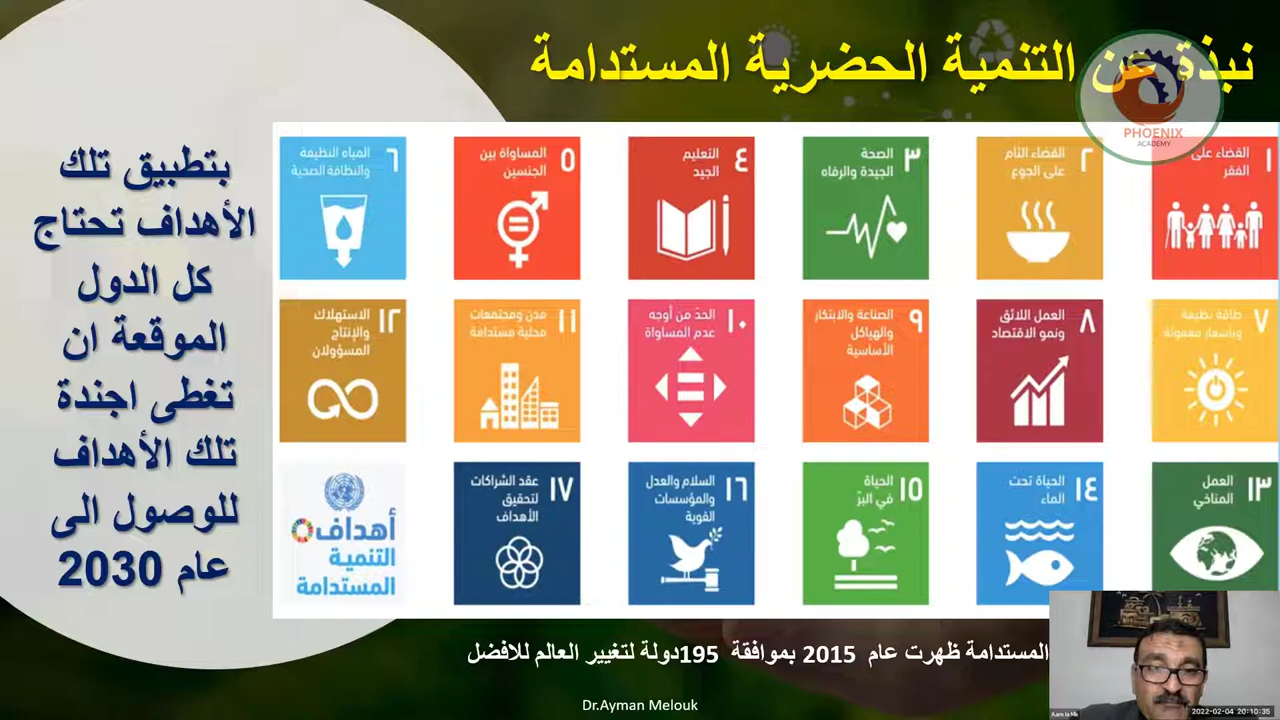 نبذة عن التنمية الحضرية المستدامة
PHOENIX
ACADEMY
بتطبيق تلك
الأهداف تحتاج
كل الدول
الموقعة ان
تغطى اجندة
تلك الأهداف
للوصول الى
عام 2030
١ القضاء على
الفقر
٢ القضاء التام
على الجوع
٣ الصحة
الجيدة والرفاه
٤ التعليم
الجيد
٥ المساواة بين
الجنسين
٦ المياه النظيفة
والنظافة الصحية
٧ طاقة نظيفة
وبأسعار معقولة
٨ العمل اللائق
ونمو الاقتصاد
٩ الصناعة والابتكار
والهياكل
الأساسية
١٠ الحدّ من أوجه
عدم المساواة
١١ مدن ومجتمعات
محلية مستدامة
١٢ الاستهلاك
والإنتاج
المسؤولان
١٣ العمل
المناخي
١٤ الحياة تحت
الماء
١٥ الحياة
في البرّ
١٦ السلام والعدل
والمؤسسات
القوية
١٧ عقد الشراكات
لتحقيق
الأهداف
أهداف
التنمية
المستدامة
المستدامة ظهرت عام 2015 بموافقة 195دولة لتغيير العالم للافضل
Dr.Ayman Melouk
2022-02-04 20:10:35